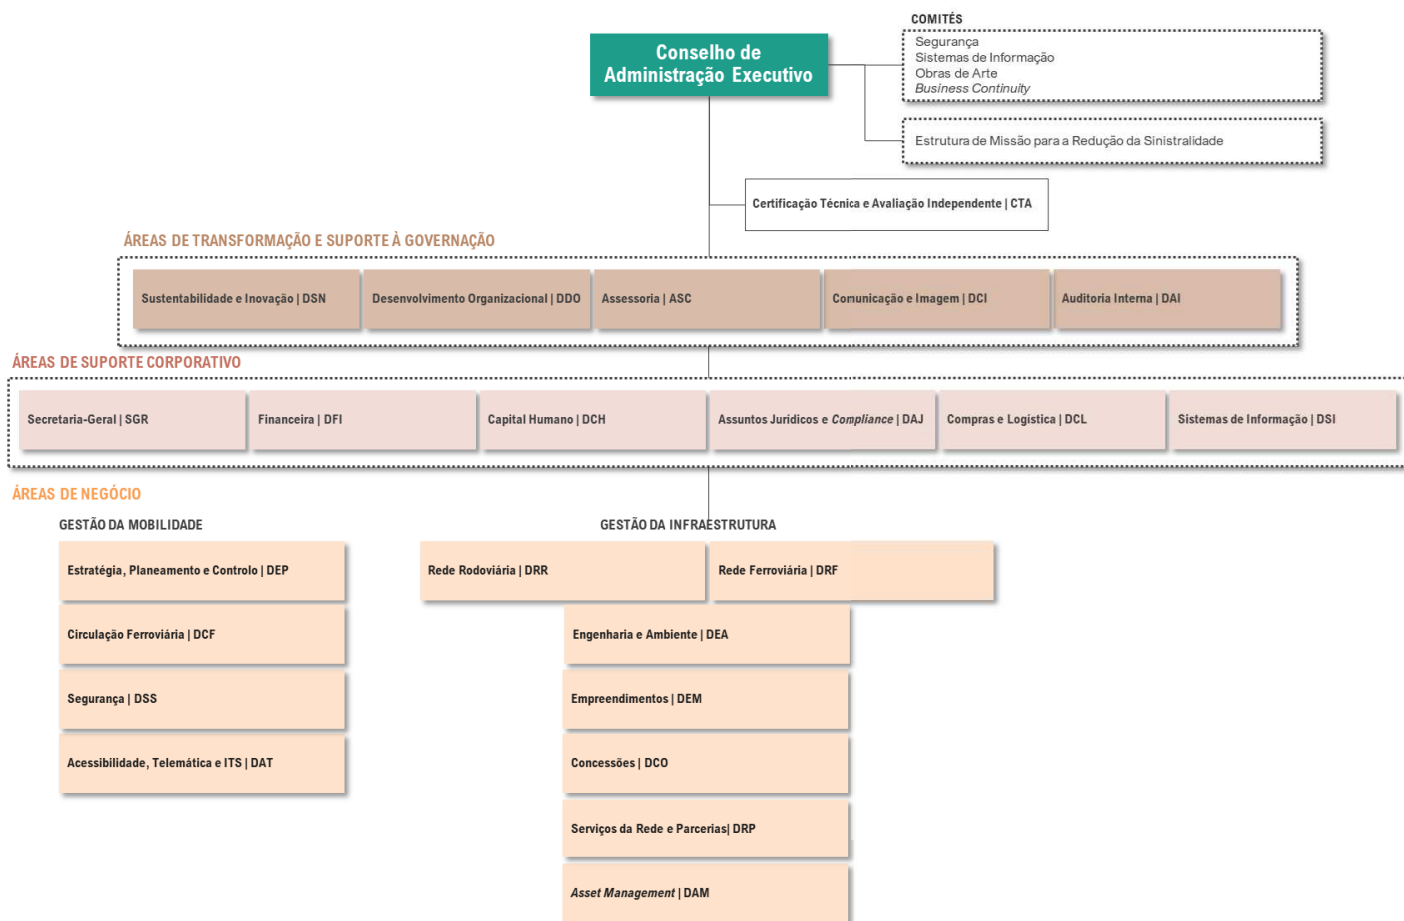 COMITÉS
Segurança
Sistemas de Informação
Obras de Arte
Business Continuity
Conselho de
Administração Executivo
Estrutura de Missão para a Redução da Sinistralidade
Certificação Técnica e Avaliação Independente | CTA
ÁREAS DE TRANSFORMAÇÃO E SUPORTE À GOVERNAÇÃO
Sustentabilidade e Inovação | DSN
Desenvolvimento Organizacional | DDO
Assessoria | ASC
Comunicação e Imagem | DCI
Auditoria Interna | DAI
ÁREAS DE SUPORTE CORPORATIVO
Secretaria-Geral | SGR
Financeira | DFI
Capital Humano | DCH
Assuntos Jurídicos e Compliance | DAJ
Compras e Logística | DCL
Sistemas de Informação | DSI
ÁREAS DE NEGÓCIO
GESTÃO DA MOBILIDADE
Estratégia, Planeamento e Controlo | DEP
Circulação Ferroviária | DCF
Segurança | DSS
Acessibilidade, Telemática e ITS | DAT
GESTÃO DA INFRAESTRUTURA
Rede Rodoviária | DRR
Rede Ferroviária | DRF
Engenharia e Ambiente | DEA
Empreendimentos | DEM
Concessões | DCO
Serviços da Rede e Parcerias| DRP
Asset Management | DAM